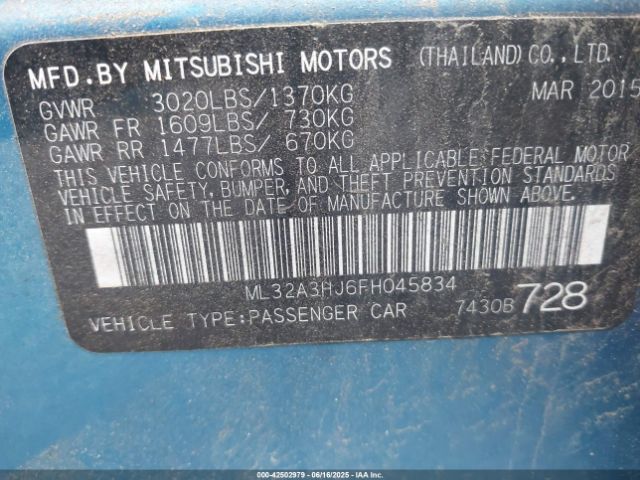 MFD.BY MITSUBISHI MOTORS (THAILAND)CO.,LTD.
GVWR 3020LBS/1370KG MAR 2015
GAWR FR 1609LBS/ 730KG
GAWR RR 1477LBS/ 670KG
THIS VEHICLE CONFORMS TO ALL APPLICABLE FEDERAL MOTOR
VEHICLE SAFETY, BUMPER, AND THEFT PREVENTION STANDARDS
IN EFFECT ON THE DATE OF MANUFACTURE SHOWN ABOVE.
ML32A3HJ6FH045834
VEHICLE TYPE:PASSENGER CAR 7430B 728
000-42502979 - 06/16/2025 - IAAI.COM